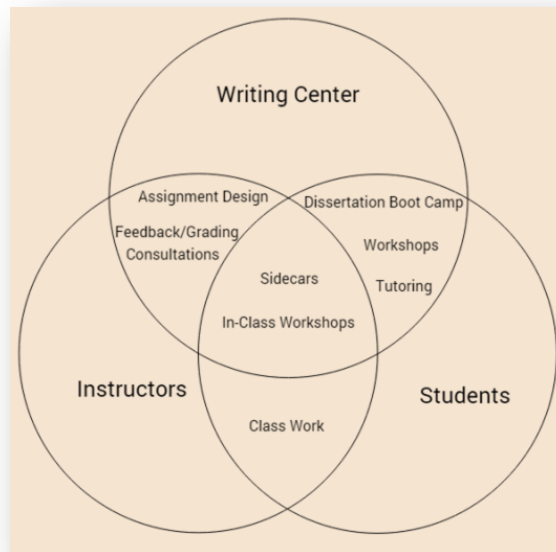 Writing Center
Assignment Design
Dissertation Boot Camp
Feedback/Grading
Consultations
Workshops
Sidecars
Tutoring
In-Class Workshops
Instructors
Students
Class Work